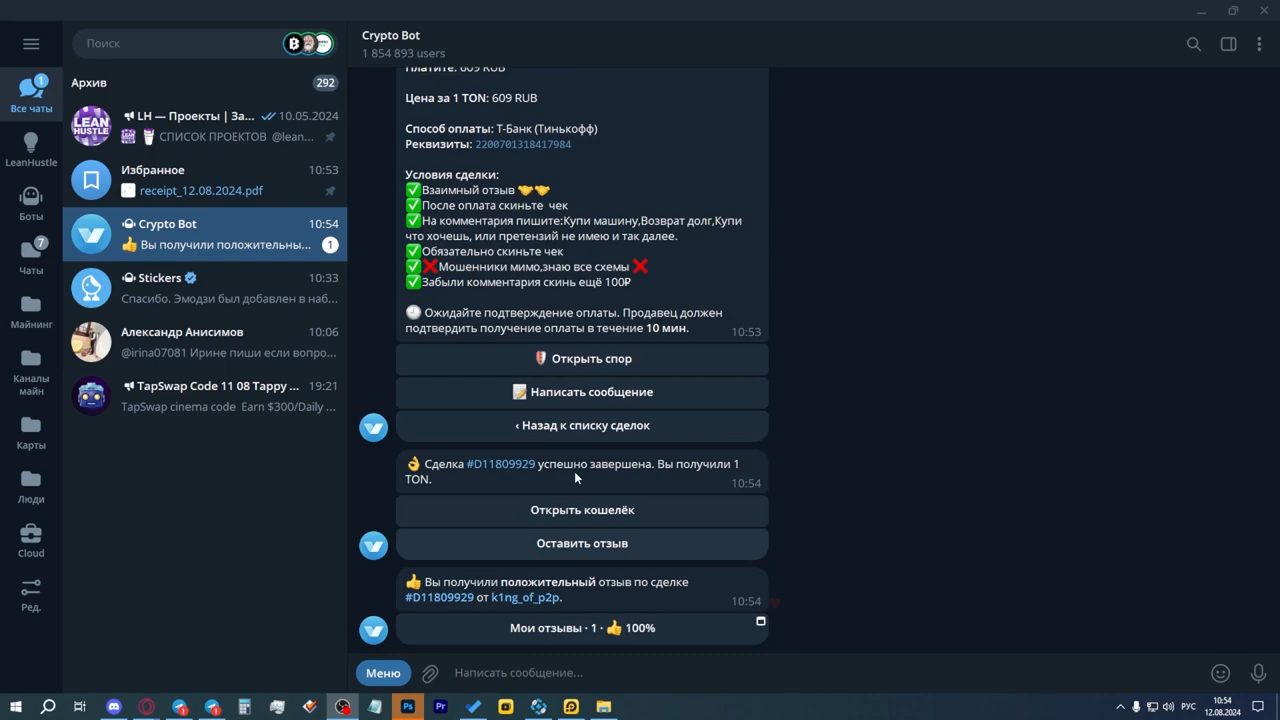 Поиск
Архив
292
1
Все чаты
LeanHustle
Боты
7
Чаты
Майнинг
Каналы
майн
Карты
Люди
Cloud
Ред.
LH — Проекты | За...
10.05.2024
СПИСОК ПРОЕКТОВ @lean...
Избранное
10:53
receipt_12.08.2024.pdf
Crypto Bot
10:54
👍 Вы получили положительны...
1
Stickers
10:33
Спасибо. Эмодзи был добавлен в наб...
Александр Анисимов
10:06
@irina07081 Ирине пиши если вопро...
TapSwap Code 11 08 Tappy ...
19:21
TapSwap cinema code Earn $300/Daily ...
Crypto Bot
1 854 893 users
Платите: 609 RUB
Цена за 1 TON: 609 RUB
Способ оплаты: Т-Банк (Тинькофф)
Реквизиты: 2200701318417984
Условия сделки:
✅Взаимный отзыв 🤝🤝
✅После оплата скиньте чек
✅На комментария пишите:Купи машину,Возврат долг,Купи
что хочешь, или претензий не имею и так далее.
✅Обязательно скиньте чек
✅❌Мошенники мимо,знаю все схемы ❌
✅Забыли комментария скинь ещё 100₽
🕘 Ожидайте подтверждение оплаты. Продавец должен
подтвердить получение оплаты в течение 10 мин.
10:53
Открыть спор
📝 Написать сообщение
‹ Назад к списку сделок
👌 Сделка #D11809929 успешно завершена. Вы получили 1
TON.
10:54
Открыть кошелёк
Оставить отзыв
👍 Вы получили положительный отзыв по сделке
#D11809929 от k1ng_of_p2p.
10:54
Мои отзывы · 1 · 👍 100%
Меню
Написать сообщение...
Ps
Pr
РУС
10:54
12.08.2024